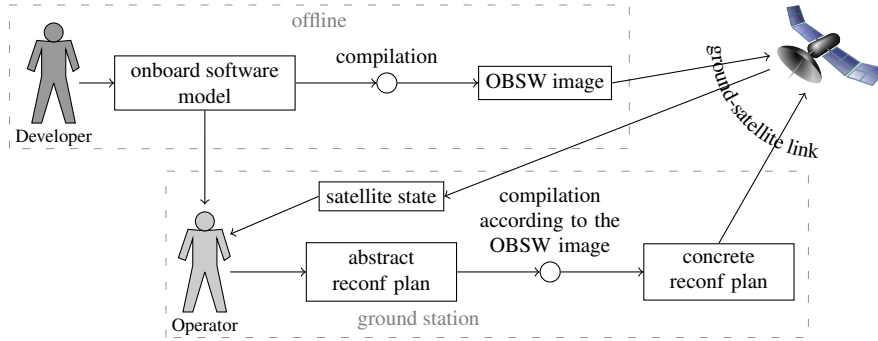 offline
onboard software
model
compilation
OBSW image
Developer
ground-satellite link
satellite state
compilation
according to the
OBSW image
abstract
reconf plan
concrete
reconf plan
Operator
ground station